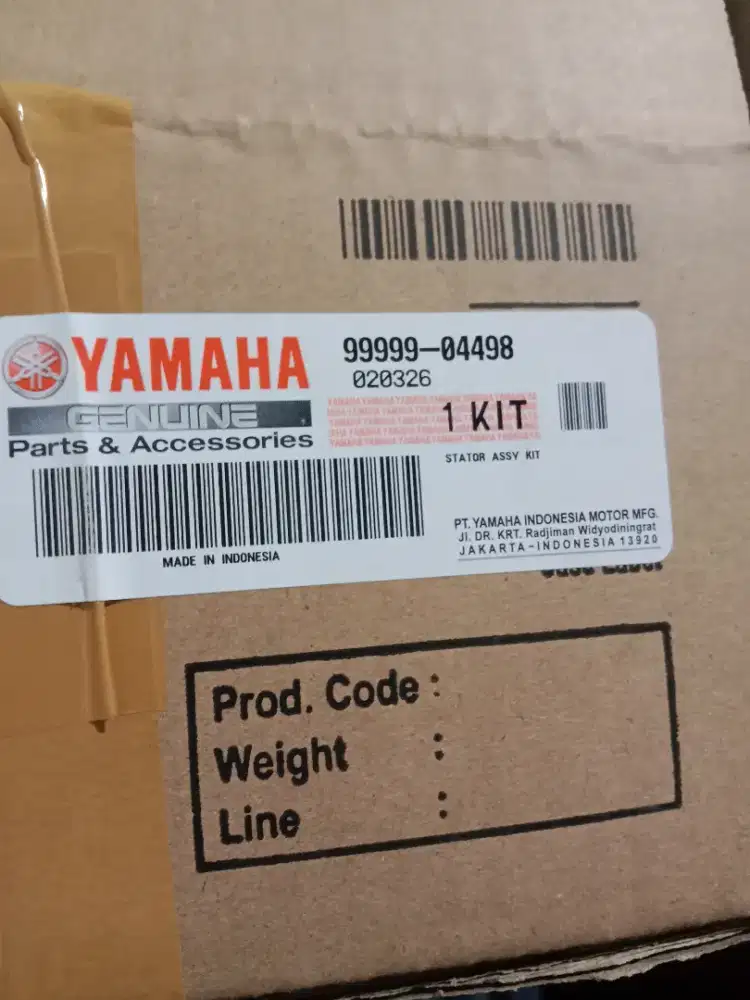 YAMAHA
GENUINE
Parts & Accessories
99999-04498
020326
1 KIT
STATOR ASSY KIT
MADE IN INDONESIA
PT. YAMAHA INDONESIA MOTOR MFG.
Jl. DR. KRT. Radjiman Widyodiningrat
JAKARTA-INDONESIA 13920
Prod. Code :
Weight :
Line :